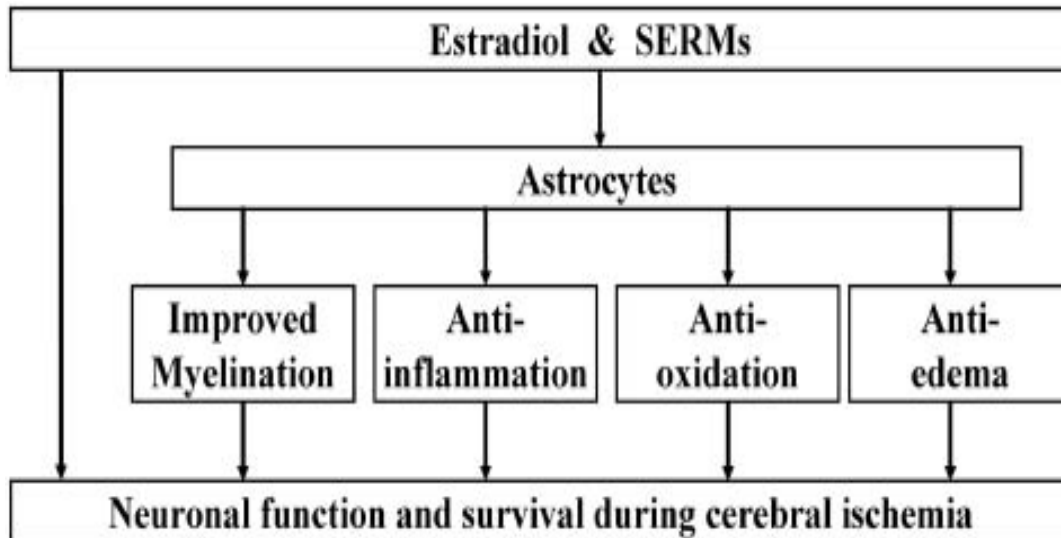 Estradiol & SERMs
Astrocytes
Improved
Myelination
Anti-
inflammation
Anti-
oxidation
Anti-
edema
Neuronal function and survival during cerebral ischemia